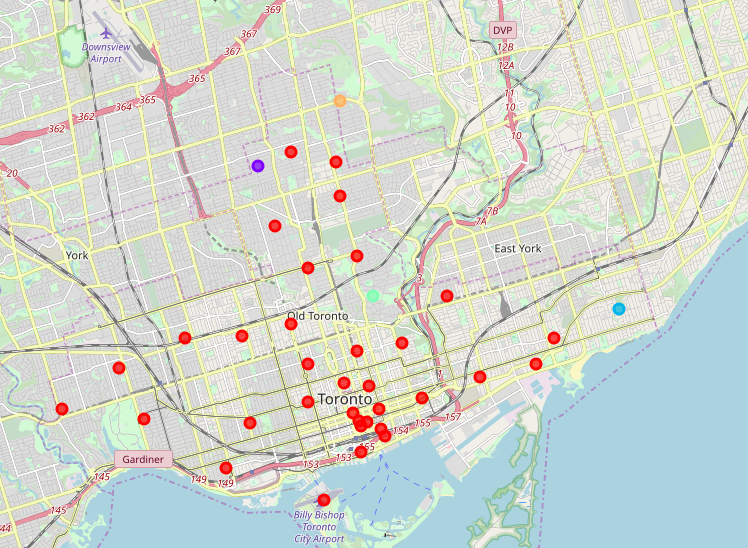 369
DVP
Downsview
Airport
367
12B
367
12A
365
11
364
365
10
362
362
10
20
7B
7A
York
East York
3
Old Toronto
Toronto
1
157
155
154
155
153
153
Gardiner
149
149
145
145
44
Billy Bishop
Toronto
City Airport